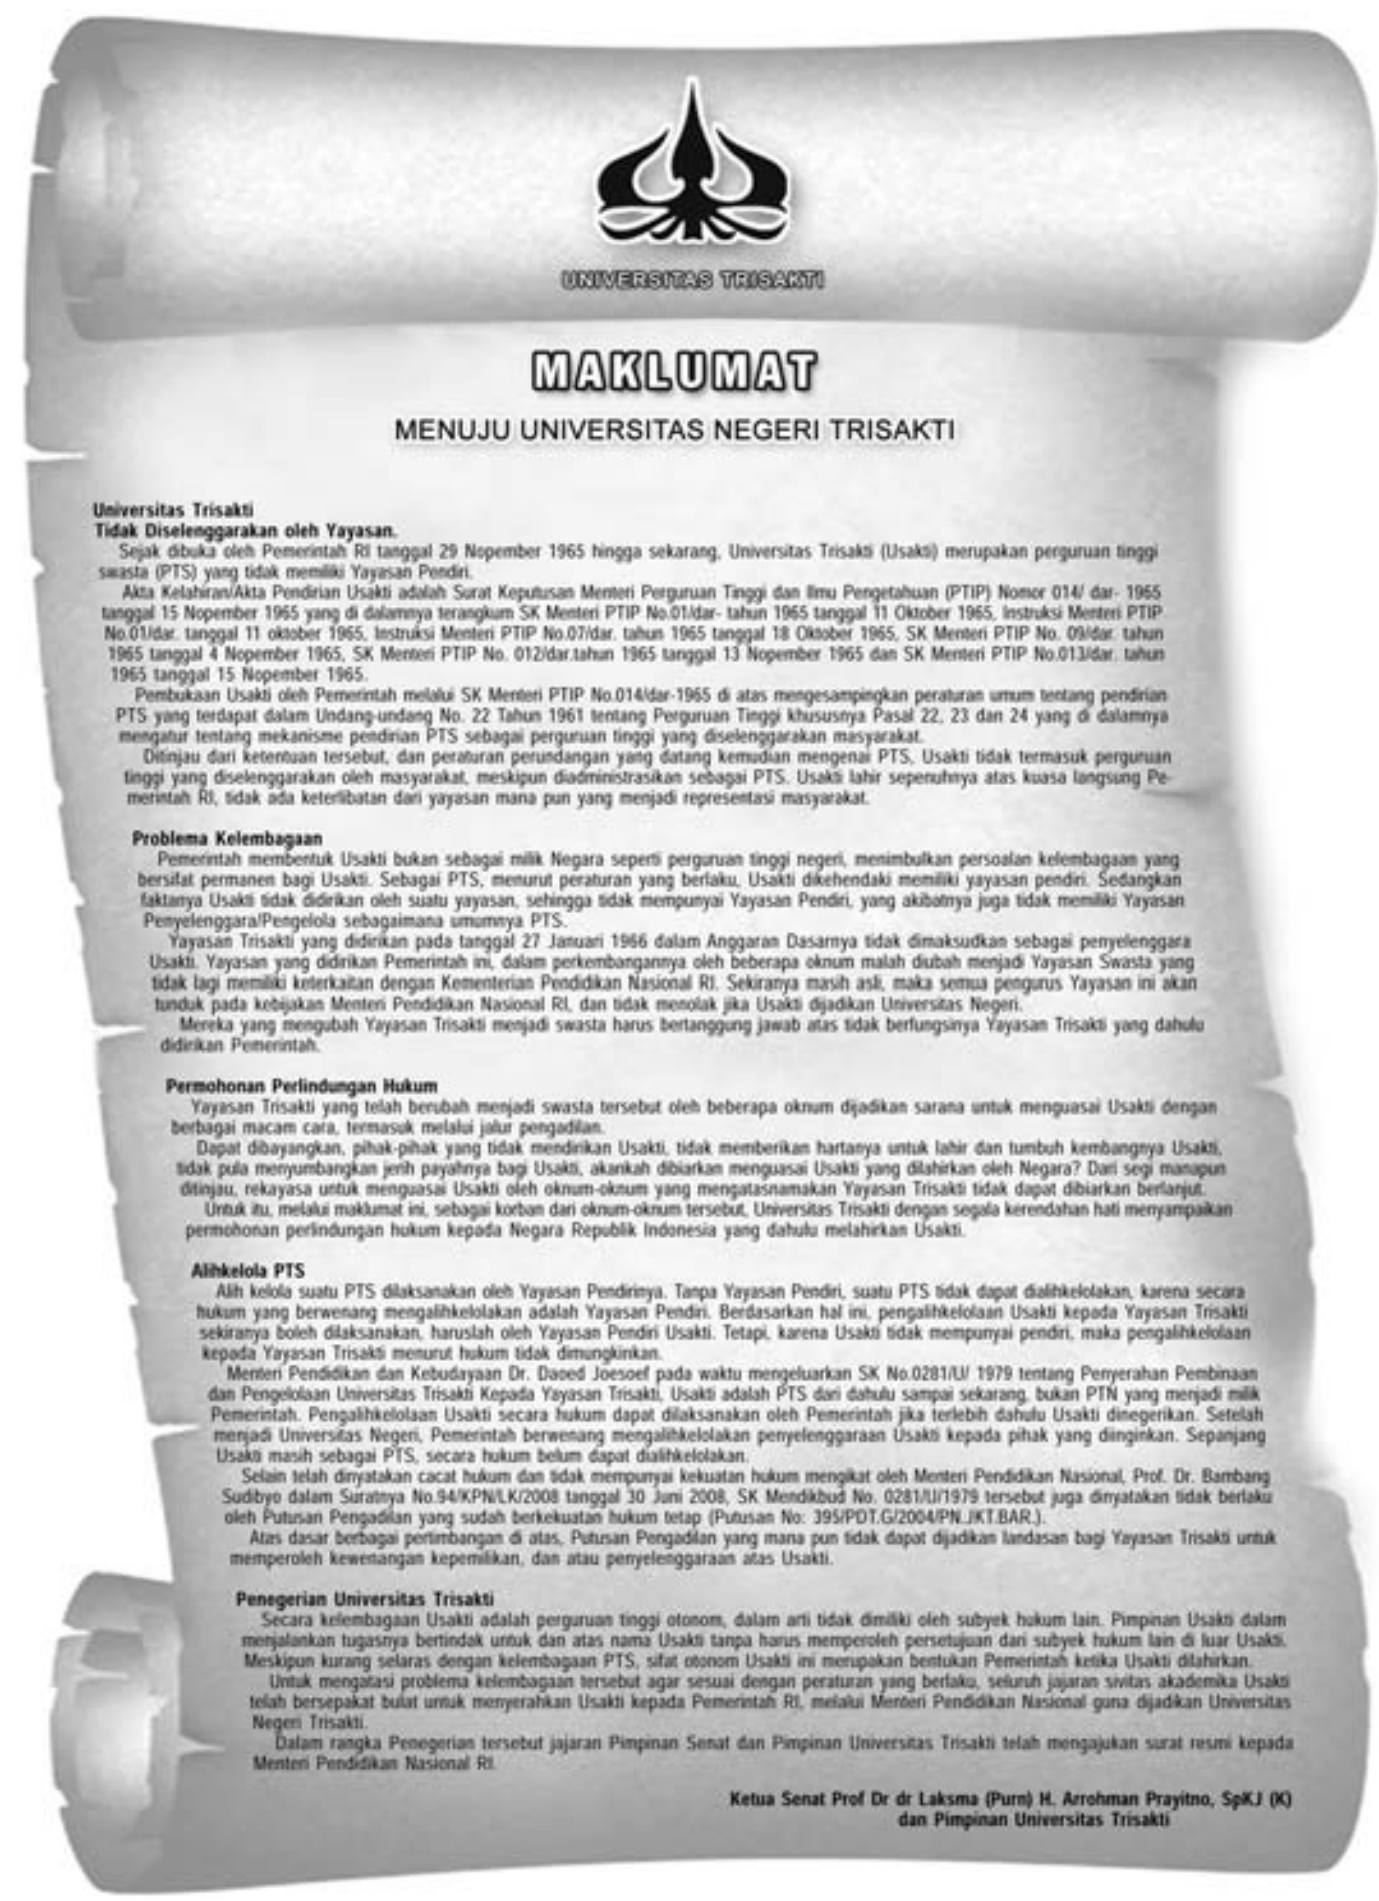 UNIVERSITAS TRISAKTI
MAKLUMAT
MENUJU UNIVERSITAS NEGERI TRISAKTI
Universitas Trisakti
Tidak Diselenggarakan oleh Yayasan.
Sejak dibuka oleh Pemerintah RI tanggal 29 Nopember 1965 hingga sekarang, Universitas Trisakti (Usakti) merupakan perguruan tinggi
swasta (PTS) yang tidak memiliki Yayasan Pendiri.
Akta Kelahiran/Akta Pendirian Usakti adalah Surat Keputusan Menteri Perguruan Tinggi dan Ilmu Pengetahuan (PTIP) Nomor 014/ dar- 1965
tanggal 15 Nopember 1965 yang di dalamnya terangkum SK Menteri PTIP No.01/dar- tahun 1965 tanggal 11 Oktober 1965, Instruksi Menteri PTIP
No.01/dar. tanggal 11 oktober 1965, Instruksi Menteri PTIP No.07/dar. tahun 1965 tanggal 18 Oktober 1965, SK Menteri PTIP No. 09/dar. tahun
1965 tanggal 4 Nopember 1965, SK Menteri PTIP No. 012/dar.tahun 1965 tanggal 13 Nopember 1965 dan SK Menteri PTIP No.013/dar. tahun
1965 tanggal 15 Nopember 1965.
Pembukaan Usakti oleh Pemerintah melalui SK Menteri PTIP No.014/dar-1965 di atas mengesampingkan peraturan umum tentang pendirian
PTS yang terdapat dalam Undang-undang No. 22 Tahun 1961 tentang Perguruan Tinggi khususnya Pasal 22, 23 dan 24 yang di dalamnya
mengatur tentang mekanisme pendirian PTS sebagai perguruan tinggi yang diselenggarakan masyarakat.
Ditinjau dari ketentuan tersebut, dan peraturan perundangan yang datang kemudian mengenai PTS, Usakti tidak termasuk perguruan
tinggi yang diselenggarakan oleh masyarakat, meskipun diadministrasikan sebagai PTS. Usakti lahir sepenuhnya atas kuasa langsung Pe-
merintah RI, tidak ada keterlibatan dari yayasan mana pun yang menjadi representasi masyarakat.
Problema Kelembagaan
Pemerintah membentuk Usakti bukan sebagai milik Negara seperti perguruan tinggi negeri, menimbulkan persoalan kelembagaan yang
bersifat permanen bagi Usakti. Sebagai PTS, menurut peraturan yang berlaku, Usakti dikehendaki memiliki yayasan pendiri. Sedangkan
faktanya Usakti tidak didirikan oleh suatu yayasan, sehingga tidak mempunyai Yayasan Pendiri, yang akibatnya juga tidak memiliki Yayasan
Penyelenggara/Pengelola sebagaimana umumnya PTS.
Yayasan Trisakti yang didirikan pada tanggal 27 Januari 1966 dalam Anggaran Dasarnya tidak dimaksudkan sebagai penyelenggara
Usakti. Yayasan yang didirikan Pemerintah ini, dalam perkembangannya oleh beberapa oknum malah diubah menjadi Yayasan Swasta yang
tidak lagi memiliki keterkaitan dengan Kementerian Pendidikan Nasional RI. Sekiranya masih asli, maka semua pengurus Yayasan ini akan
tunduk pada kebijakan Menteri Pendidikan Nasional RI, dan tidak menolak jika Usakti dijadikan Universitas Negeri.
Mereka yang mengubah Yayasan Trisakti menjadi swasta harus bertanggung jawab atas tidak berfungsinya Yayasan Trisakti yang dahulu
didirikan Pemerintah.
Permohonan Perlindungan Hukum
Yayasan Trisakti yang telah berubah menjadi swasta tersebut oleh beberapa oknum dijadikan sarana untuk menguasai Usakti dengan
berbagai macam cara, termasuk melalui jalur pengadilan.
Dapat dibayangkan, pihak-pihak yang tidak mendirikan Usakti, tidak memberikan hartanya untuk lahir dan tumbuh kembangnya Usakti,
tidak pula menyumbangkan jerih payahnya bagi Usakti, akankah dibiarkan menguasai Usakti yang dilahirkan oleh Negara? Dari segi manapun
ditinjau, rekayasa untuk menguasai Usakti oleh oknum-oknum yang mengatasnamakan Yayasan Trisakti tidak dapat dibiarkan berlanjut.
Untuk itu, melalui maklumat ini, sebagai korban dari oknum-oknum tersebut, Universitas Trisakti dengan segala kerendahan hati menyampaikan
permohonan perlindungan hukum kepada Negara Republik Indonesia yang dahulu melahirkan Usakti.
Alihkelola PTS
Alih kelola suatu PTS dilaksanakan oleh Yayasan Pendirinya. Tanpa Yayasan Pendiri, suatu PTS tidak dapat dialihkelolakan, karena secara
hukum yang berwenang mengalihkelolakan adalah Yayasan Pendiri. Berdasarkan hal ini, pengalihkelolaan Usakti kepada Yayasan Trisakti
sekiranya boleh dilaksanakan, haruslah oleh Yayasan Pendiri Usakti. Tetapi, karena Usakti tidak mempunyai pendiri, maka pengalihkelolaan
kepada Yayasan Trisakti menurut hukum tidak dimungkinkan.
Menteri Pendidikan dan Kebudayaan Dr. Daoed Joesoef pada waktu mengeluarkan SK No.0281/U/ 1979 tentang Penyerahan Pembinaan
dan Pengelolaan Universitas Trisakti Kepada Yayasan Trisakti, Usakti adalah PTS dari dahulu sampai sekarang, bukan PTN yang menjadi milik
Pemerintah. Pengalihkelolaan Usakti secara hukum dapat dilaksanakan oleh Pemerintah jika terlebih dahulu Usakti dinegerikan. Setelah
menjadi Universitas Negeri, Pemerintah berwenang mengalihkelolakan penyelenggaraan Usakti kepada pihak yang diinginkan. Sepanjang
Usakti masih sebagai PTS, secara hukum belum dapat dialihkelolakan.
Selain telah dinyatakan cacat hukum dan tidak mempunyai kekuatan hukum mengikat oleh Menteri Pendidikan Nasional, Prof. Dr. Bambang
Sudibyo dalam Suratnya No.94/KPN/LK/2008 tanggal 30 Juni 2008, SK Mendikbud No. 0281/U/1979 tersebut juga dinyatakan tidak berlaku
oleh Putusan Pengadilan yang sudah berkekuatan hukum tetap (Putusan No: 395/PDT.G/2004/PN.JKT.BAR.).
Atas dasar berbagai pertimbangan di atas, Putusan Pengadilan yang mana pun tidak dapat dijadikan landasan bagi Yayasan Trisakti untuk
memperoleh kewenangan kepemilikan, dan atau penyelenggaraan atas Usakti.
Penegerian Universitas Trisakti
Secara kelembagaan Usakti adalah perguruan tinggi otonom, dalam arti tidak dimiliki oleh subyek hukum lain. Pimpinan Usakti dalam
menjalankan tugasnya bertindak untuk dan atas nama Usakti tanpa harus memperoleh persetujuan dari subyek hukum lain di luar Usakti.
Meskipun kurang selaras dengan kelembagaan PTS, sifat otonom Usakti ini merupakan bentukan Pemerintah ketika Usakti dilahirkan.
Untuk mengatasi problema kelembagaan tersebut agar sesuai dengan peraturan yang berlaku, seluruh jajaran sivitas akademika Usakti
telah bersepakat bulat untuk menyerahkan Usakti kepada Pemerintah RI, melalui Menteri Pendidikan Nasional guna dijadikan Universitas
Negeri Trisakti.
Dalam rangka Penegerian tersebut jajaran Pimpinan Senat dan Pimpinan Universitas Trisakti telah mengajukan surat resmi kepada
Menteri Pendidikan Nasional RI.
Ketua Senat Prof Dr dr Laksma (Purn) H. Arrohman Prayitno, SpKJ (K)
dan Pimpinan Universitas Trisakti